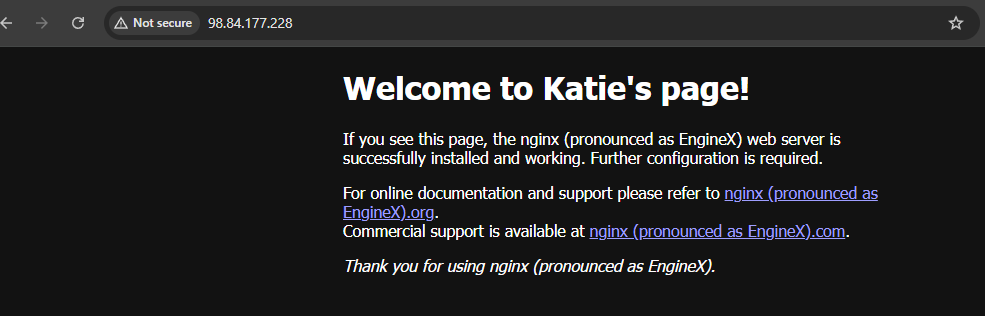 Not secure 98.84.177.228
Welcome to Katie's page!
If you see this page, the nginx (pronounced as EngineX) web server is
successfully installed and working. Further configuration is required.
For online documentation and support please refer to nginx (pronounced as
EngineX).org.
Commercial support is available at nginx (pronounced as EngineX).com.
Thank you for using nginx (pronounced as EngineX).